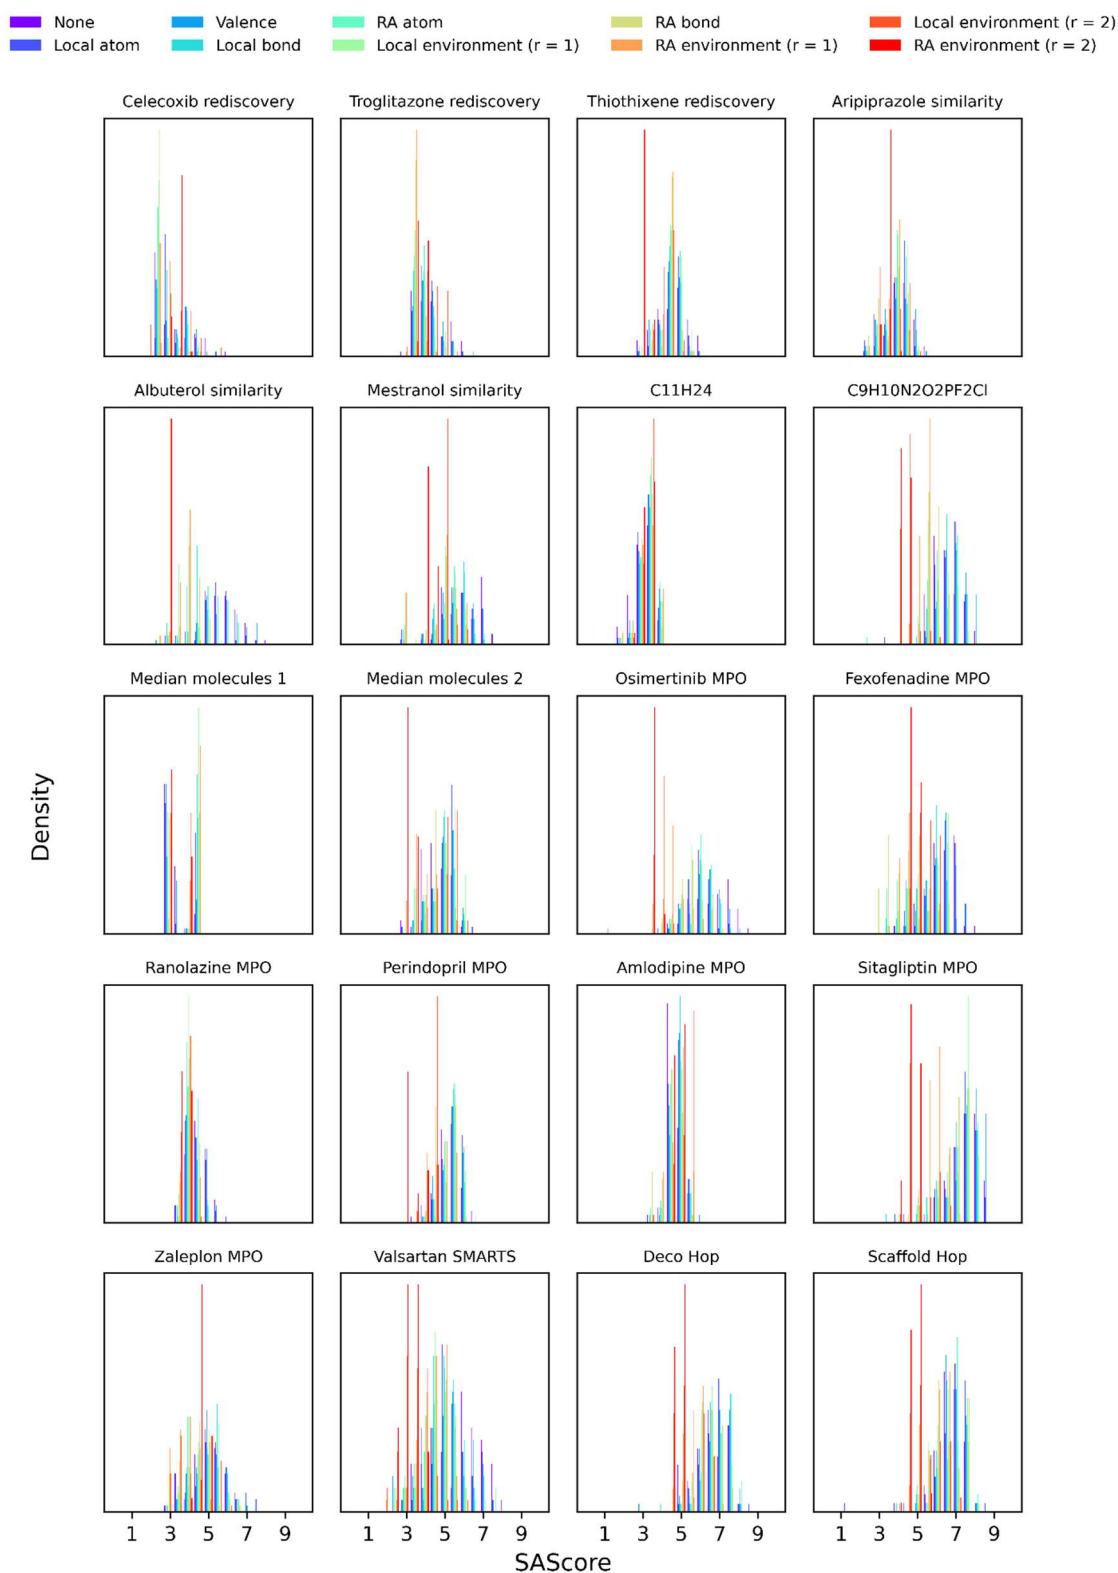 None Valence RA atom RA bond Local environment (r = 2)
Local atom Local bond Local environment (r = 1) RA environment (r = 1) RA environment (r = 2)
Celecoxib rediscovery Troglitazone rediscovery Thiothixene rediscovery Aripiprazole similarity
Albuterol similarity Mestranol similarity C11H24 C9H10N2O2PF2Cl
Median molecules 1 Median molecules 2 Osimertinib MPO Fexofenadine MPO
Density
Ranolazine MPO Perindopril MPO Amlodipine MPO Sitagliptin MPO
Zaleplon MPO Valsartan SMARTS Deco Hop Scaffold Hop
1 3 5 7 9 1 3 5 7 9 1 3 5 7 9 1 3 5 7 9
SAScore